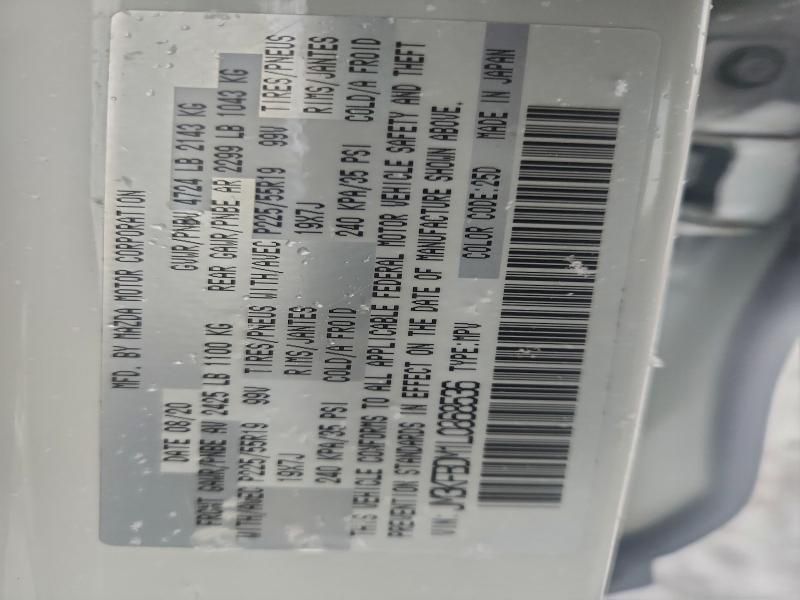 MFD. BY MAZDA MOTOR CORPORATION
DATE 08/20 GVWR/PNBV 4724 LB 2143 KG
FRONT GAWR/PNBE AV 2425 LB 1100 KG REAR GAWR/PNBE AR 2299 LB 1043 KG
WITH/AVEC P225/55R19 99V TIRES/PNEUS WITH/AVEC P225/55R19 99V TIRES/PNEUS
19X7J RIMS/JANTES 19X7J RIMS/JANTES
240 KPA/35 PSI COLD/A FROID 240 KPA/35 PSI COLD/A FROID
THIS VEHICLE CONFORMS TO ALL APPLICABLE FEDERAL MOTOR VEHICLE SAFETY AND THEFT
PREVENTION STANDARDS IN EFFECT ON THE DATE OF MANUFACTURE SHOWN ABOVE.
VIN. TYPE:MPV COLOR CODE:25D MADE IN JAPAN